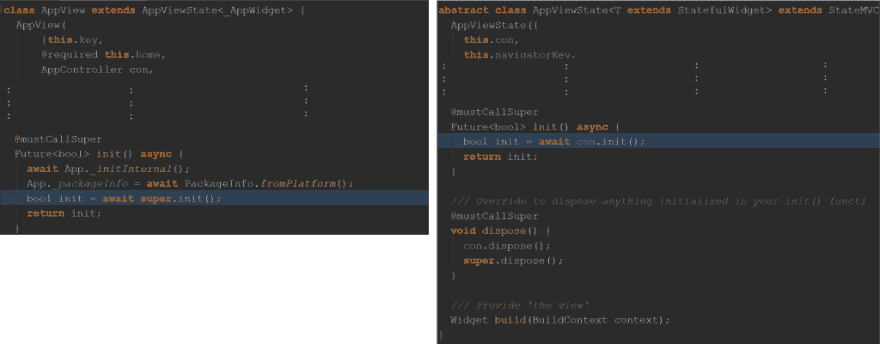 class AppView extends AppViewState<_AppWidget> {
AppView(
{this.key,
@required this.home,
AppController con,
: : :
: : :
: : :
@mustCallSuper
Future<bool> init() async {
await App._initInternal();
App._packageInfo = await PackageInfo.fromPlatform();
bool init = await super.init();
return init;
}
abstract class AppViewState<T extends StatefulWidget> extends StateMVC
AppViewState({
this.con,
this.navigatorKey.
: : : :
: : : :
: : : :
@mustCallSuper
Future<bool> init() async {
bool init = await con.init();
return init;
}
/// Override to dispose anything initialized in your init() functi
@mustCallSuper
void dispose() {
con.dispose();
super.dispose();
}
/// Provide 'the view'
Widget build(BuildContext context);
}